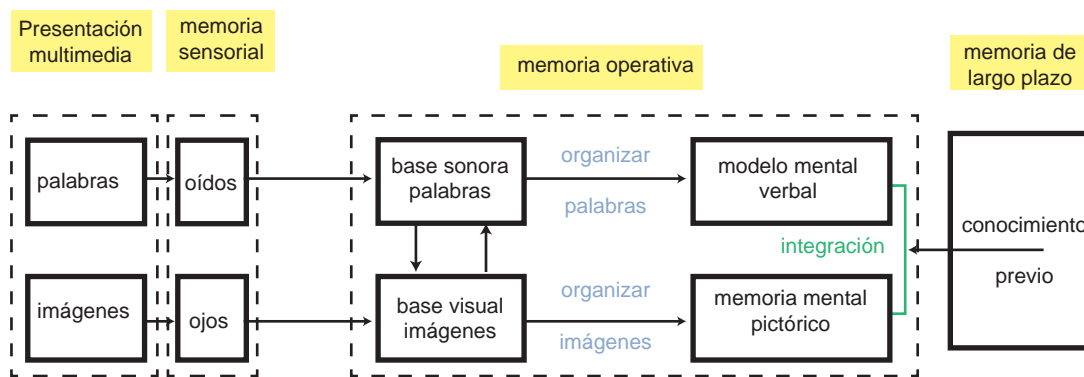 Presentación
multimedia
memoria
sensorial
memoria operativa
memoria de
largo plazo
palabras
oídos
base sonora
palabras
organizar
palabras
modelo mental
verbal
integración
conocimiento
previo
imágenes
ojos
base visual
imágenes
organizar
imágenes
memoria mental
pictórico